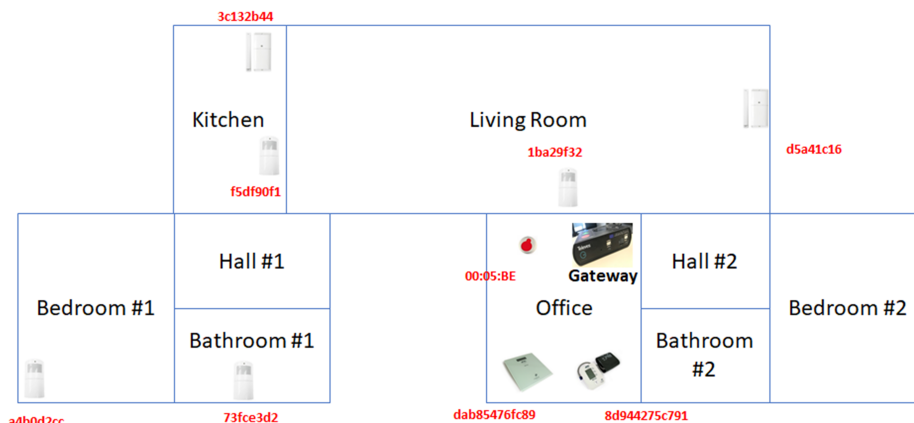 3c132b44
Kitchen
Living Room
1ba29f32
d5a41c16
f5df90f1
Hall #1
00:05:BE
Gateway
Hall #2
Bedroom #1
Office
Bedroom #2
Bathroom #1
Bathroom
#2
a4b0d2cc
73fce3d2
dab85476fc89
8d944275c791